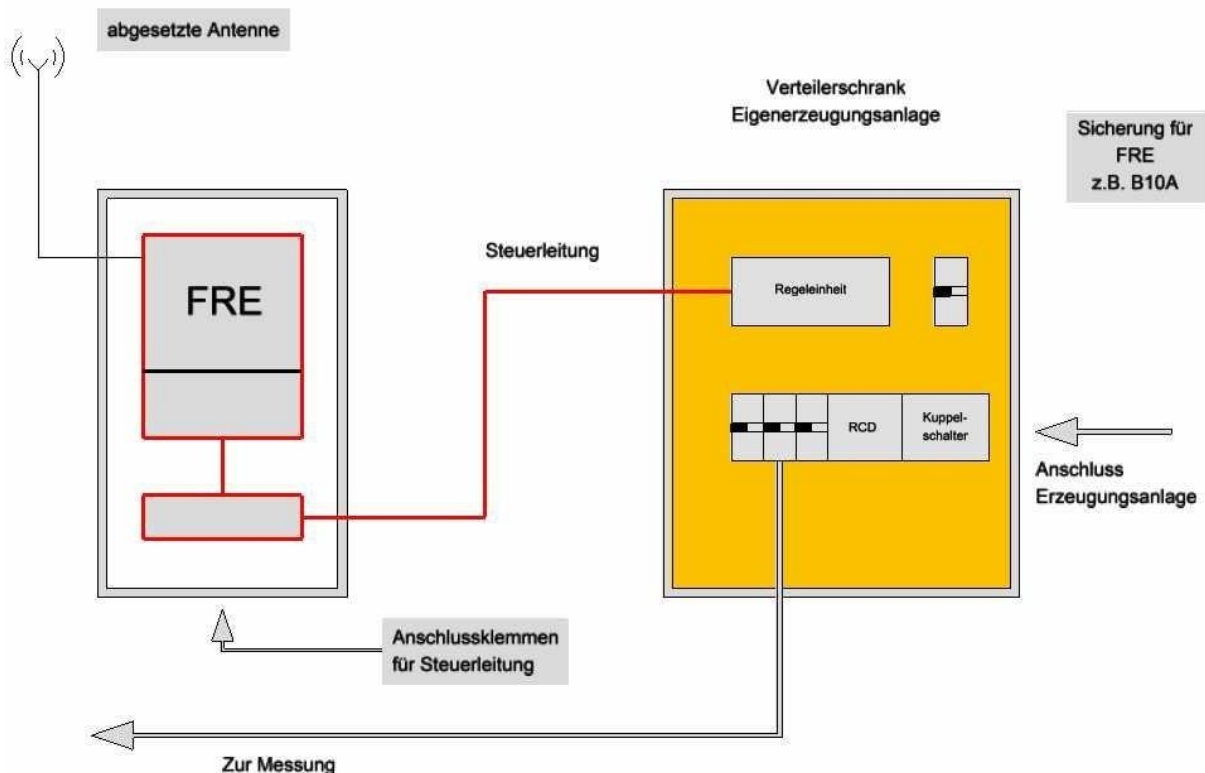 abgesetzte Antenne
Verteilerschrank
Eigenerzeugungsanlage
Sicherung für
FRE
z.B. B10A
Steuerleitung
FRE
Regeleinheit
RCD
Kuppel-
schalter
Anschluss
Erzeugungsanlage
Anschlussklemmen
für Steuerleitung
Zur Messung